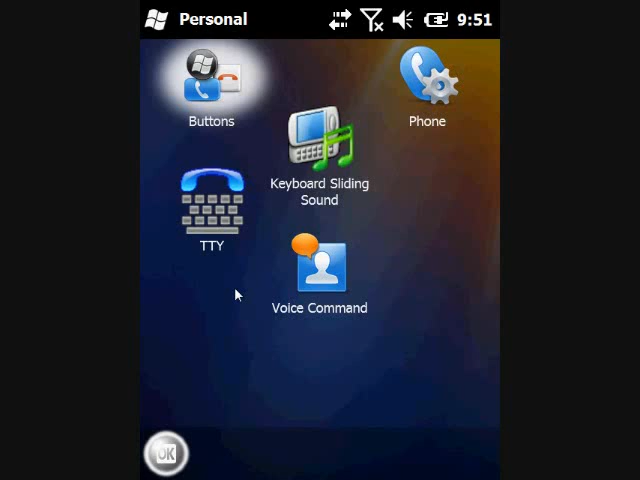 Personal
9:51
Buttons
Phone
Keyboard Sliding
Sound
TTY
Voice Command
OK